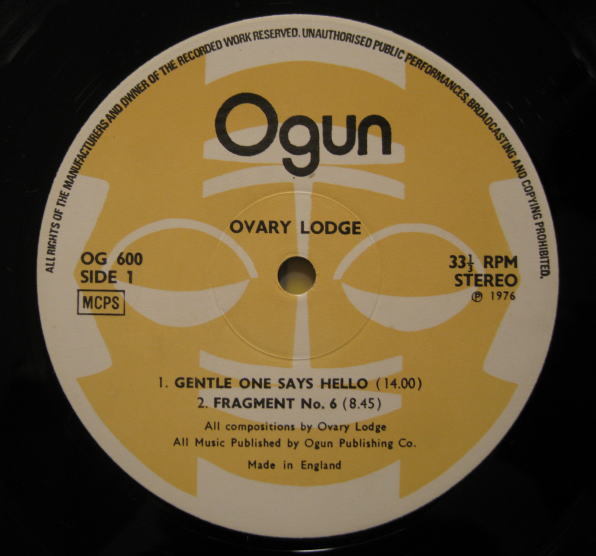 ALL RIGHTS OF THE MANUFACTURERS AND OWNER OF THE RECORDED WORK RESERVED. UNAUTHORISED PUBLIC PERFORMANCES, BROADCASTING AND COPYING PROHIBITED.
Ogun
OVARY LODGE
OG 600
SIDE 1
MCPS
33⅓ RPM
STEREO
℗ 1976
1. GENTLE ONE SAYS HELLO (14.00)
2. FRAGMENT No. 6 (8.45)
All compositions by Ovary Lodge
All Music Published by Ogun Publishing Co.
Made in England